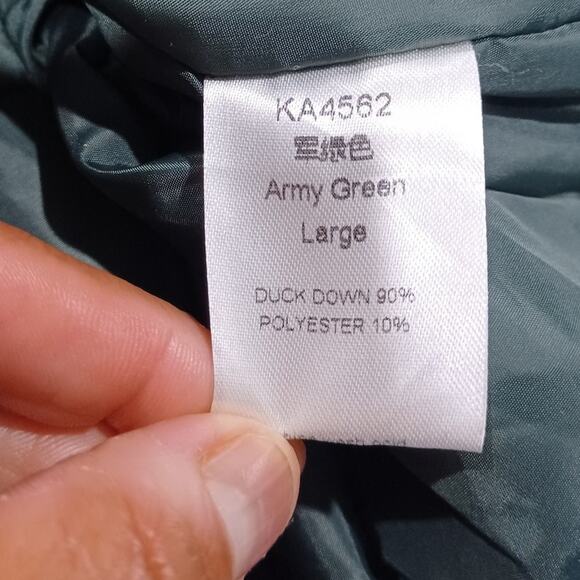 KA4562
军绿色
Army Green
Large
DUCK DOWN 90%
POLYESTER 10%